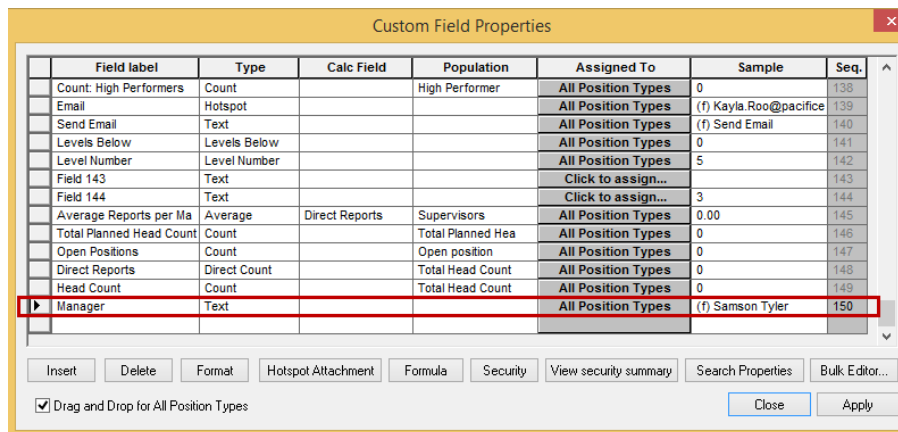 Custom Field Properties
Field label Type Calc Field Population Assigned To Sample Seq.
Count: High Performers Count High Performer All Position Types 0 138
Email Hotspot All Position Types (f) Kayla.Roo@pacifice 139
Send Email Text All Position Types (f) Send Email 140
Levels Below Levels Below All Position Types 0 141
Level Number Level Number All Position Types 5 142
Field 143 Text Click to assign... 143
Field 144 Text Click to assign... 3 144
Average Reports per Ma Average Direct Reports Supervisors All Position Types 0.00 145
Total Planned Head Count Count Total Planned Hea All Position Types 0 146
Open Positions Count Open position All Position Types 0 147
Direct Reports Direct Count Total Head Count All Position Types 0 148
Head Count Count Total Head Count All Position Types 0 149
Manager Text All Position Types (f) Samson Tyler 150
Insert Delete Format Hotspot Attachment Formula Security View security summary Search Properties Bulk Editor...
Drag and Drop for All Position Types Close Apply